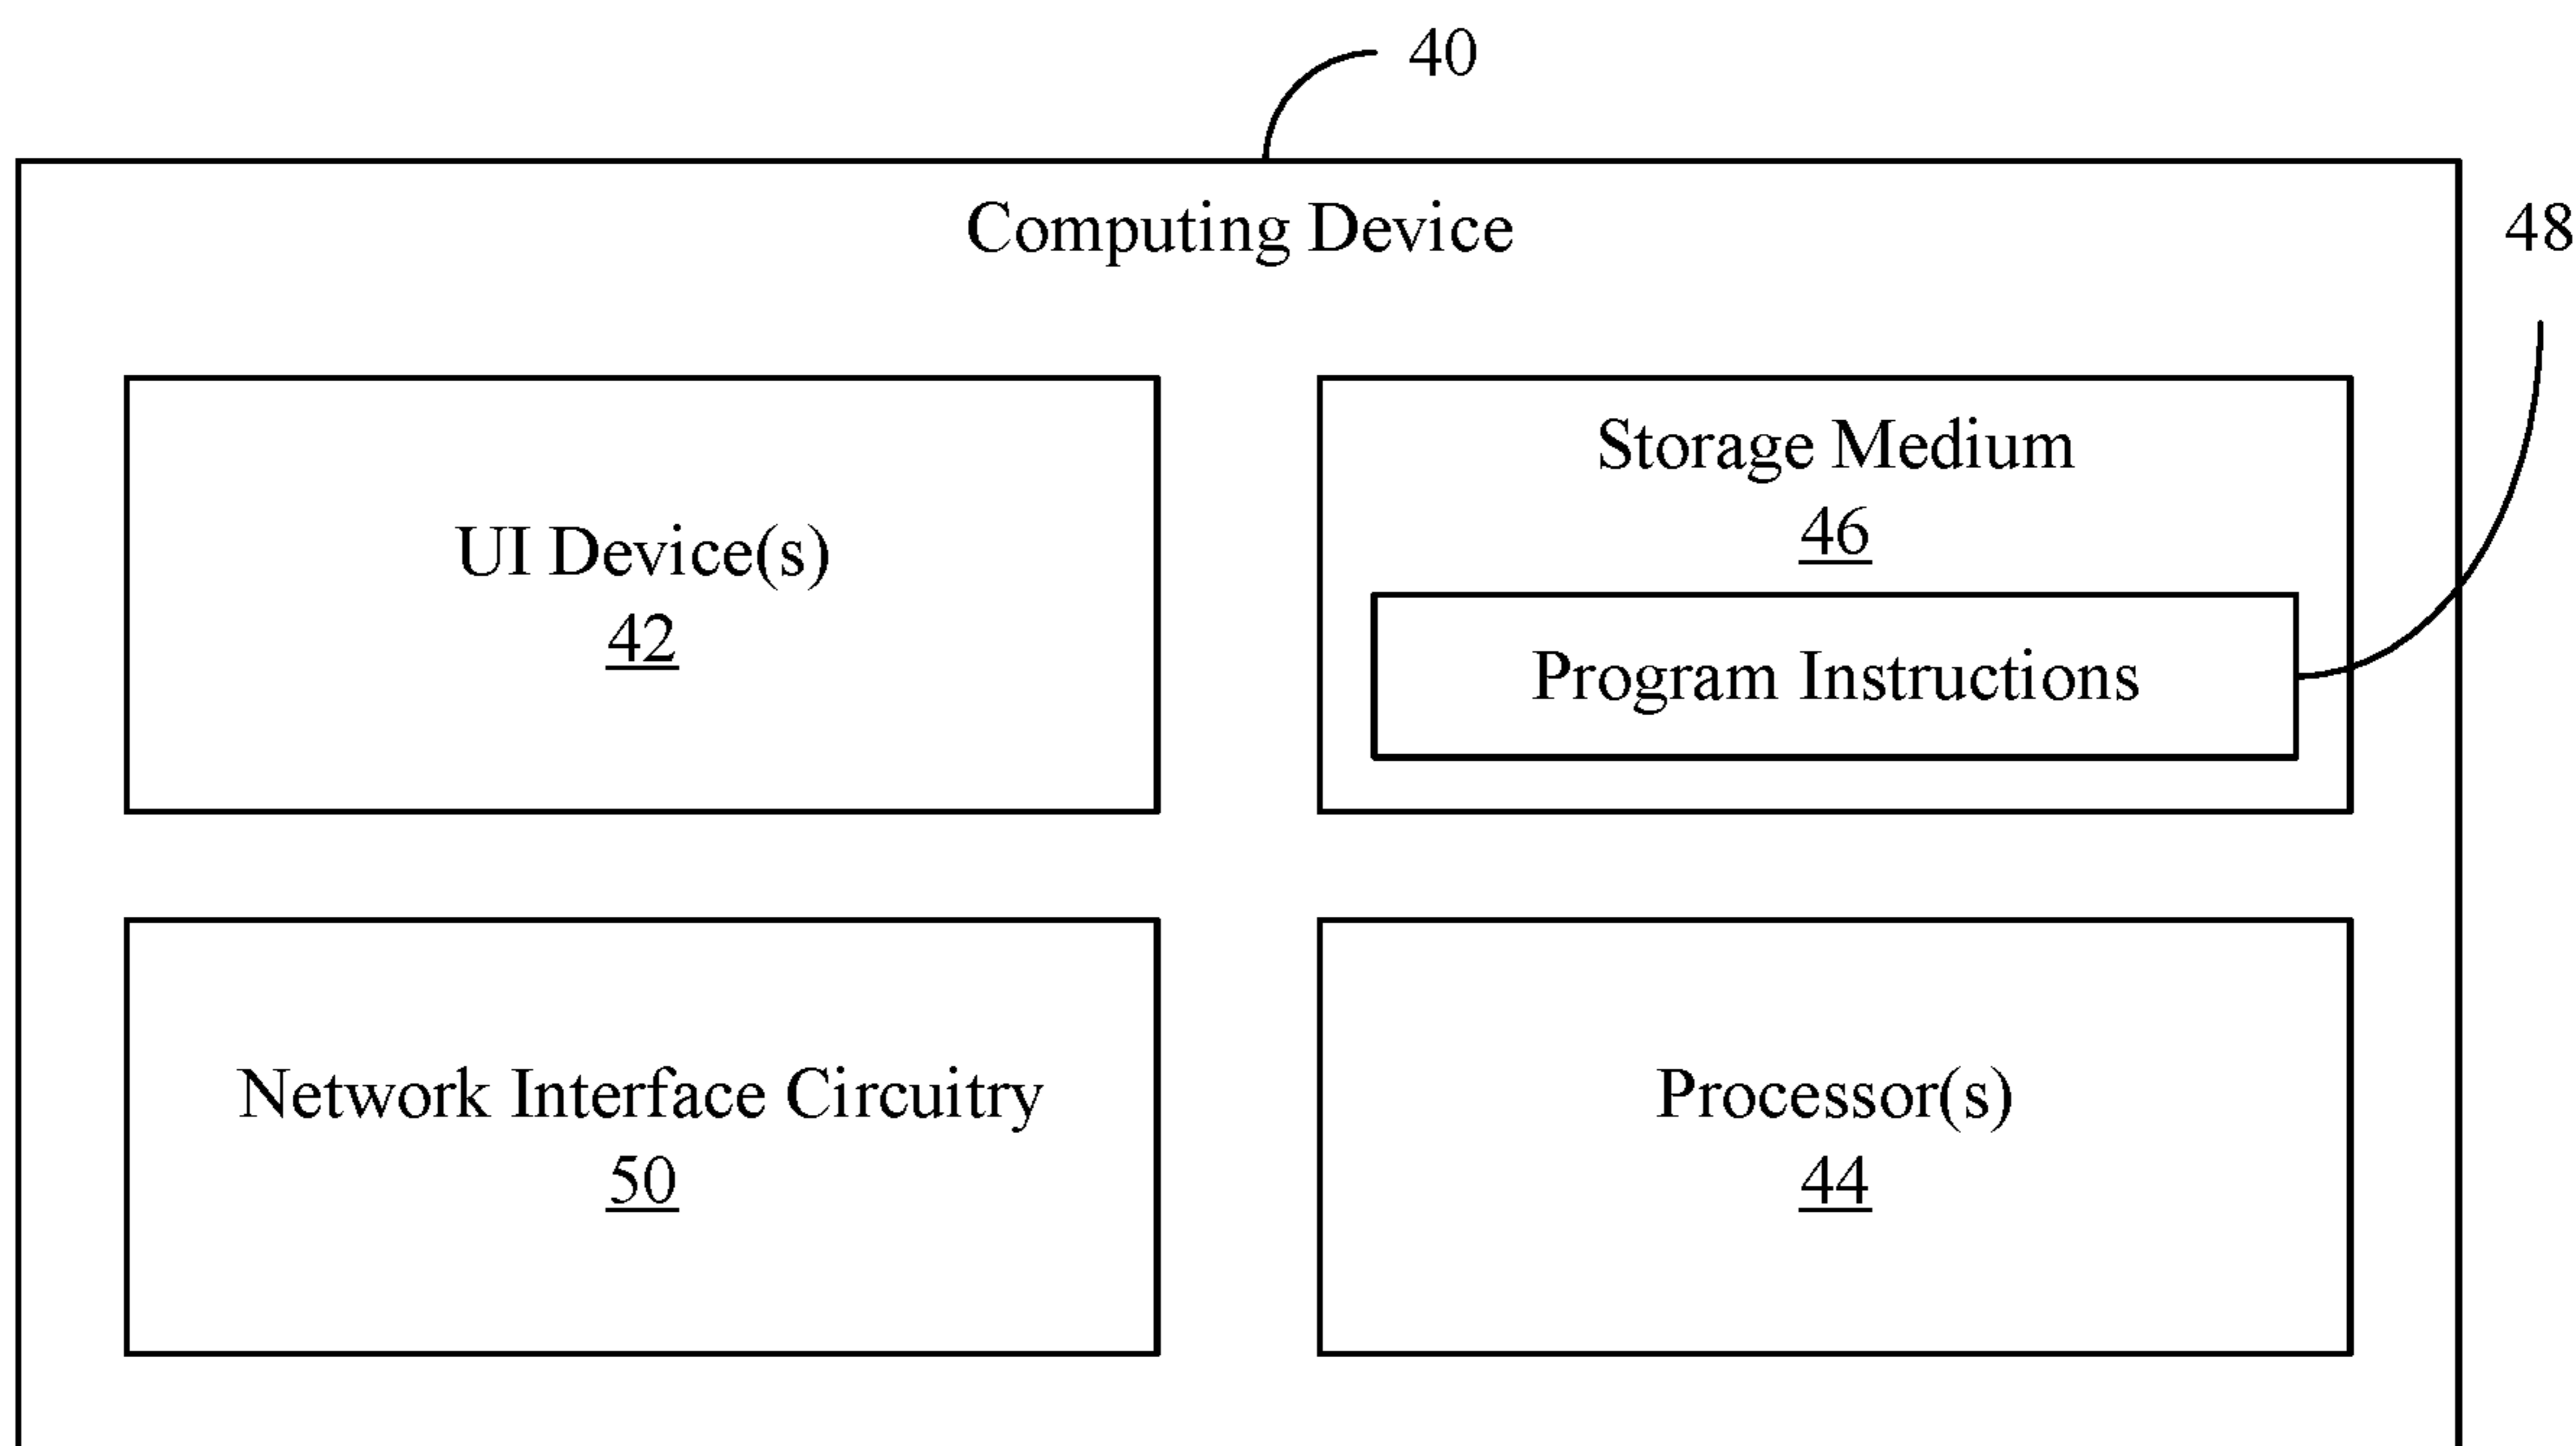 40
Computing Device
48
UI Device(s)
42
Storage Medium
46
Program Instructions
Network Interface Circuitry
50
Processor(s)
44